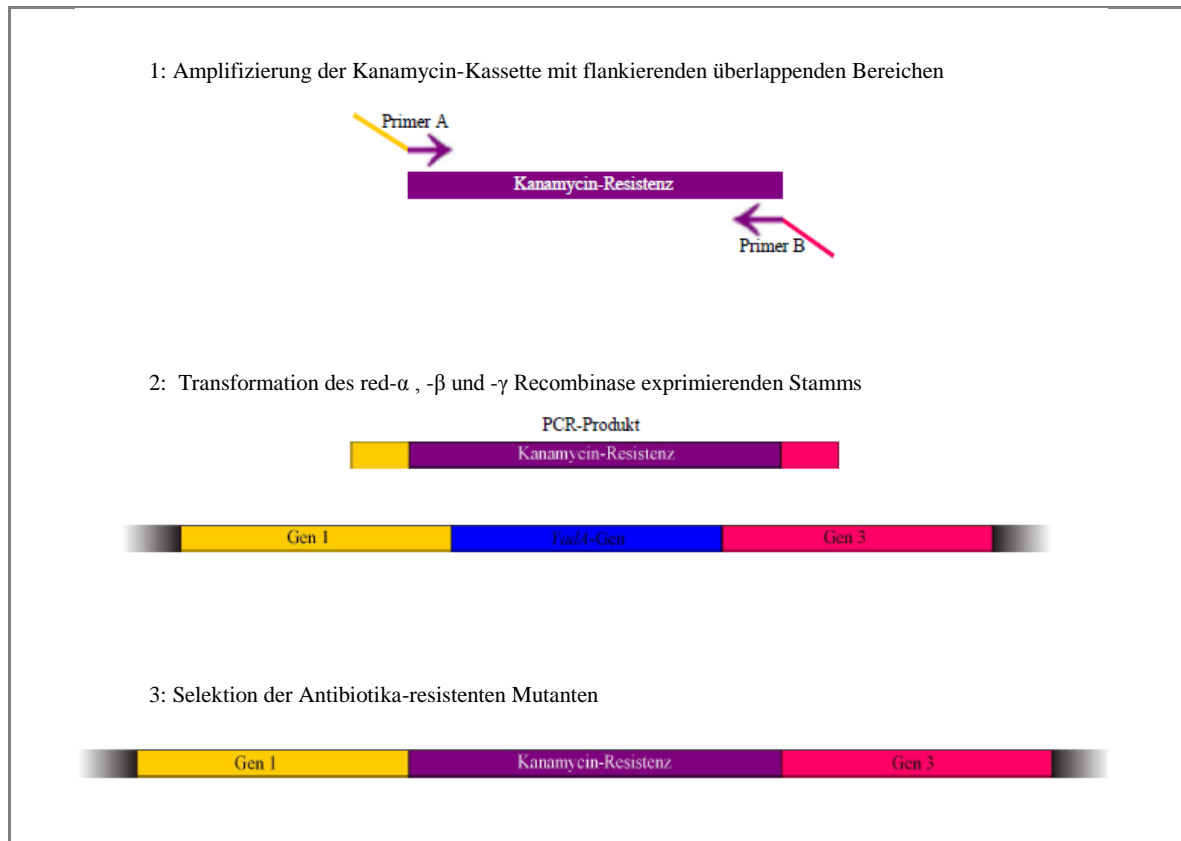 1: Amplifizierung der Kanamycin-Kassette mit flankierenden überlappenden Bereichen
Primer A
Kanamycin-Resistenz
Primer B
2: Transformation des red-α , -β und -γ Recombinase exprimierenden Stamms
PCR-Produkt
Kanamycin-Resistenz
Gen 1 YadA-Gen Gen 3
3: Selektion der Antibiotika-resistenten Mutanten
Gen 1 Kanamycin-Resistenz Gen 3